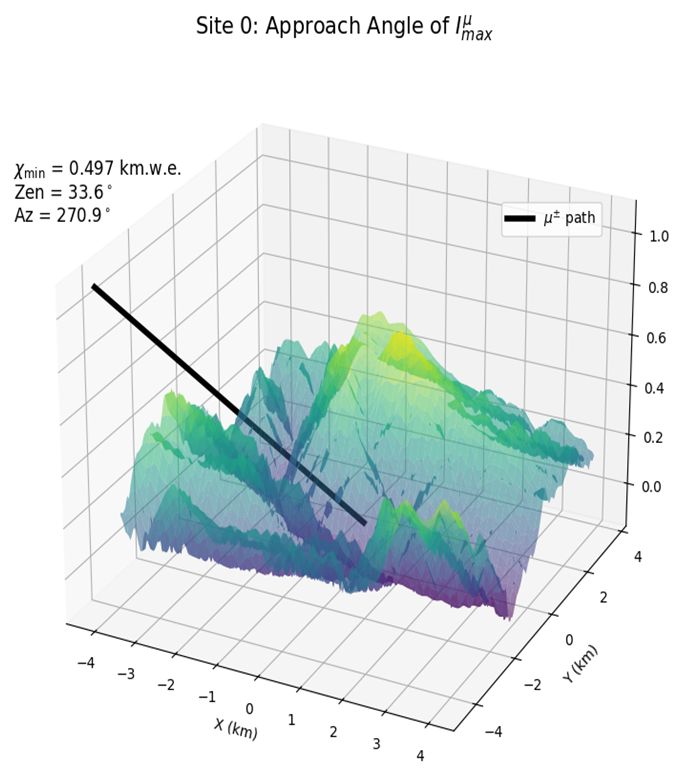 Site 0: Approach Angle of I^μ_max
χ_min = 0.497 km.w.e.
Zen = 33.6°
Az = 270.9°
μ± path
1.0
0.8
0.6
0.4
0.2
0.0
4
2
0
−2
−4
Y (km)
−4 −3 −2 −1 0 1 2 3 4
X (km)